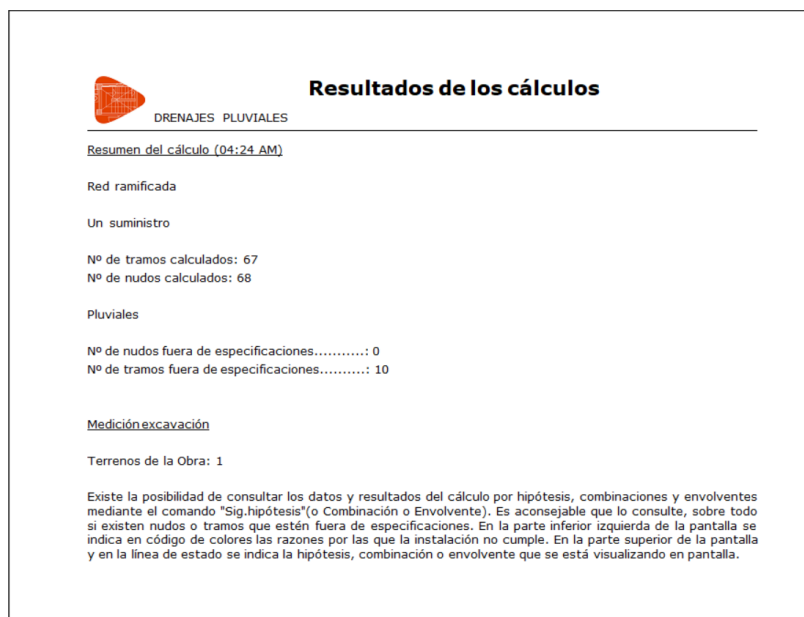 Resultados de los cálculos
DRENAJES PLUVIALES
Resumen del cálculo (04:24 AM)
Red ramificada
Un suministro
Nº de tramos calculados: 67
Nº de nudos calculados: 68
Pluviales
Nº de nudos fuera de especificaciones...........: 0
Nº de tramos fuera de especificaciones..........: 10
Medición excavación
Terrenos de la Obra: 1
Existe la posibilidad de consultar los datos y resultados del cálculo por hipótesis, combinaciones y envolventes
mediante el comando "Sig.hipótesis"(o Combinación o Envolvente). Es aconsejable que lo consulte, sobre todo
si existen nudos o tramos que estén fuera de especificaciones. En la parte inferior izquierda de la pantalla se
indica en código de colores las razones por las que la instalación no cumple. En la parte superior de la pantalla
y en la línea de estado se indica la hipótesis, combinación o envolvente que se está visualizando en pantalla.